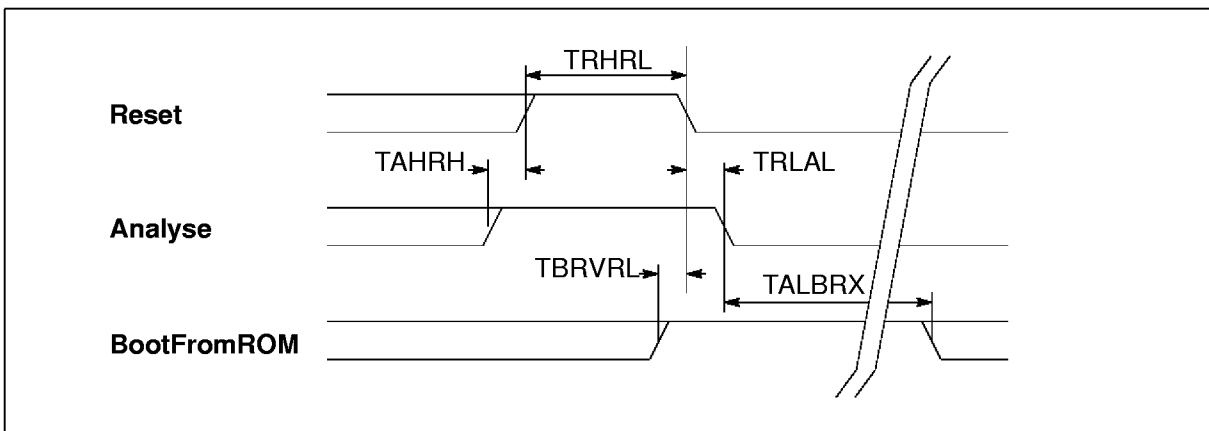 TRHRL
Reset
TAHRH TRLAL
Analyse
TBRVRL TALBRX
BootFromROM